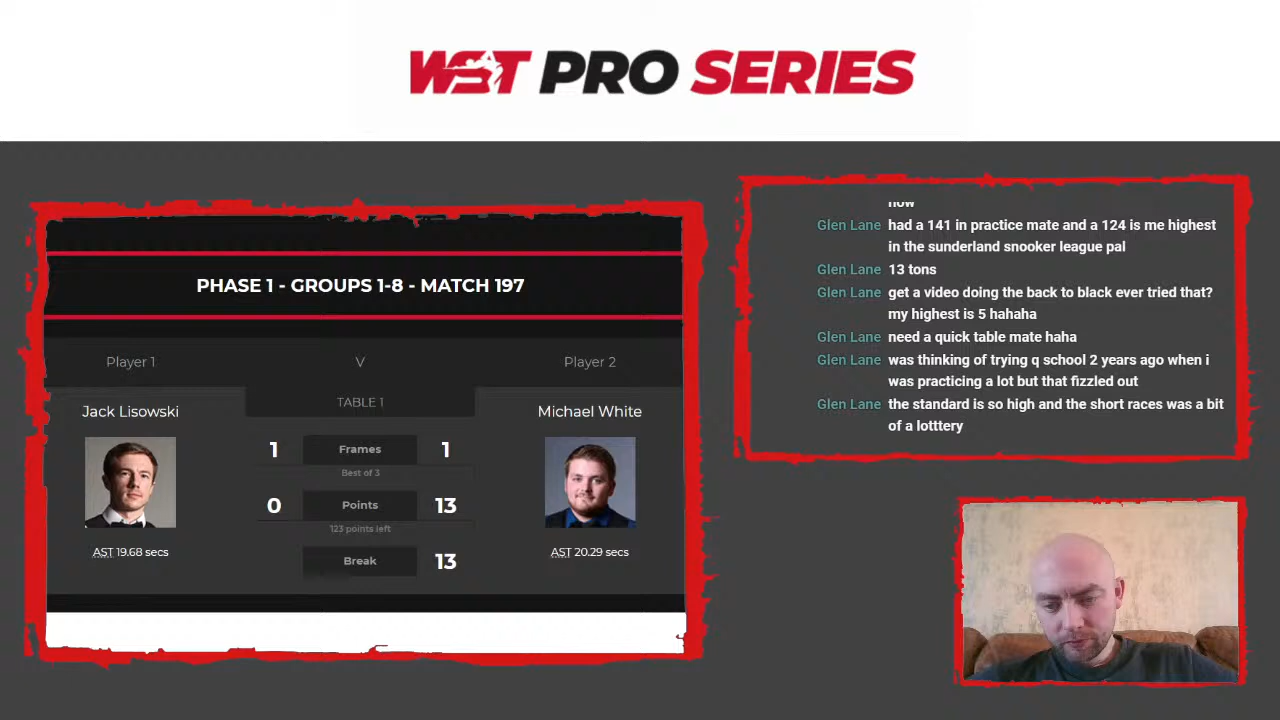 WST PRO SERIES
PHASE 1 - GROUPS 1-8 - MATCH 197
Player 1
V
Player 2
TABLE 1
Jack Lisowski
Michael White
1
Frames
1
Best of 3
0
Points
13
123 points left
Break
13
AST 19.68 secs
AST 20.29 secs
now
Glen Lane had a 141 in practice mate and a 124 is me highest
in the sunderland snooker league pal
Glen Lane 13 tons
Glen Lane get a video doing the back to black ever tried that?
my highest is 5 hahaha
Glen Lane need a quick table mate haha
Glen Lane was thinking of trying q school 2 years ago when i
was practicing a lot but that fizzled out
Glen Lane the standard is so high and the short races was a bit
of a lotttery